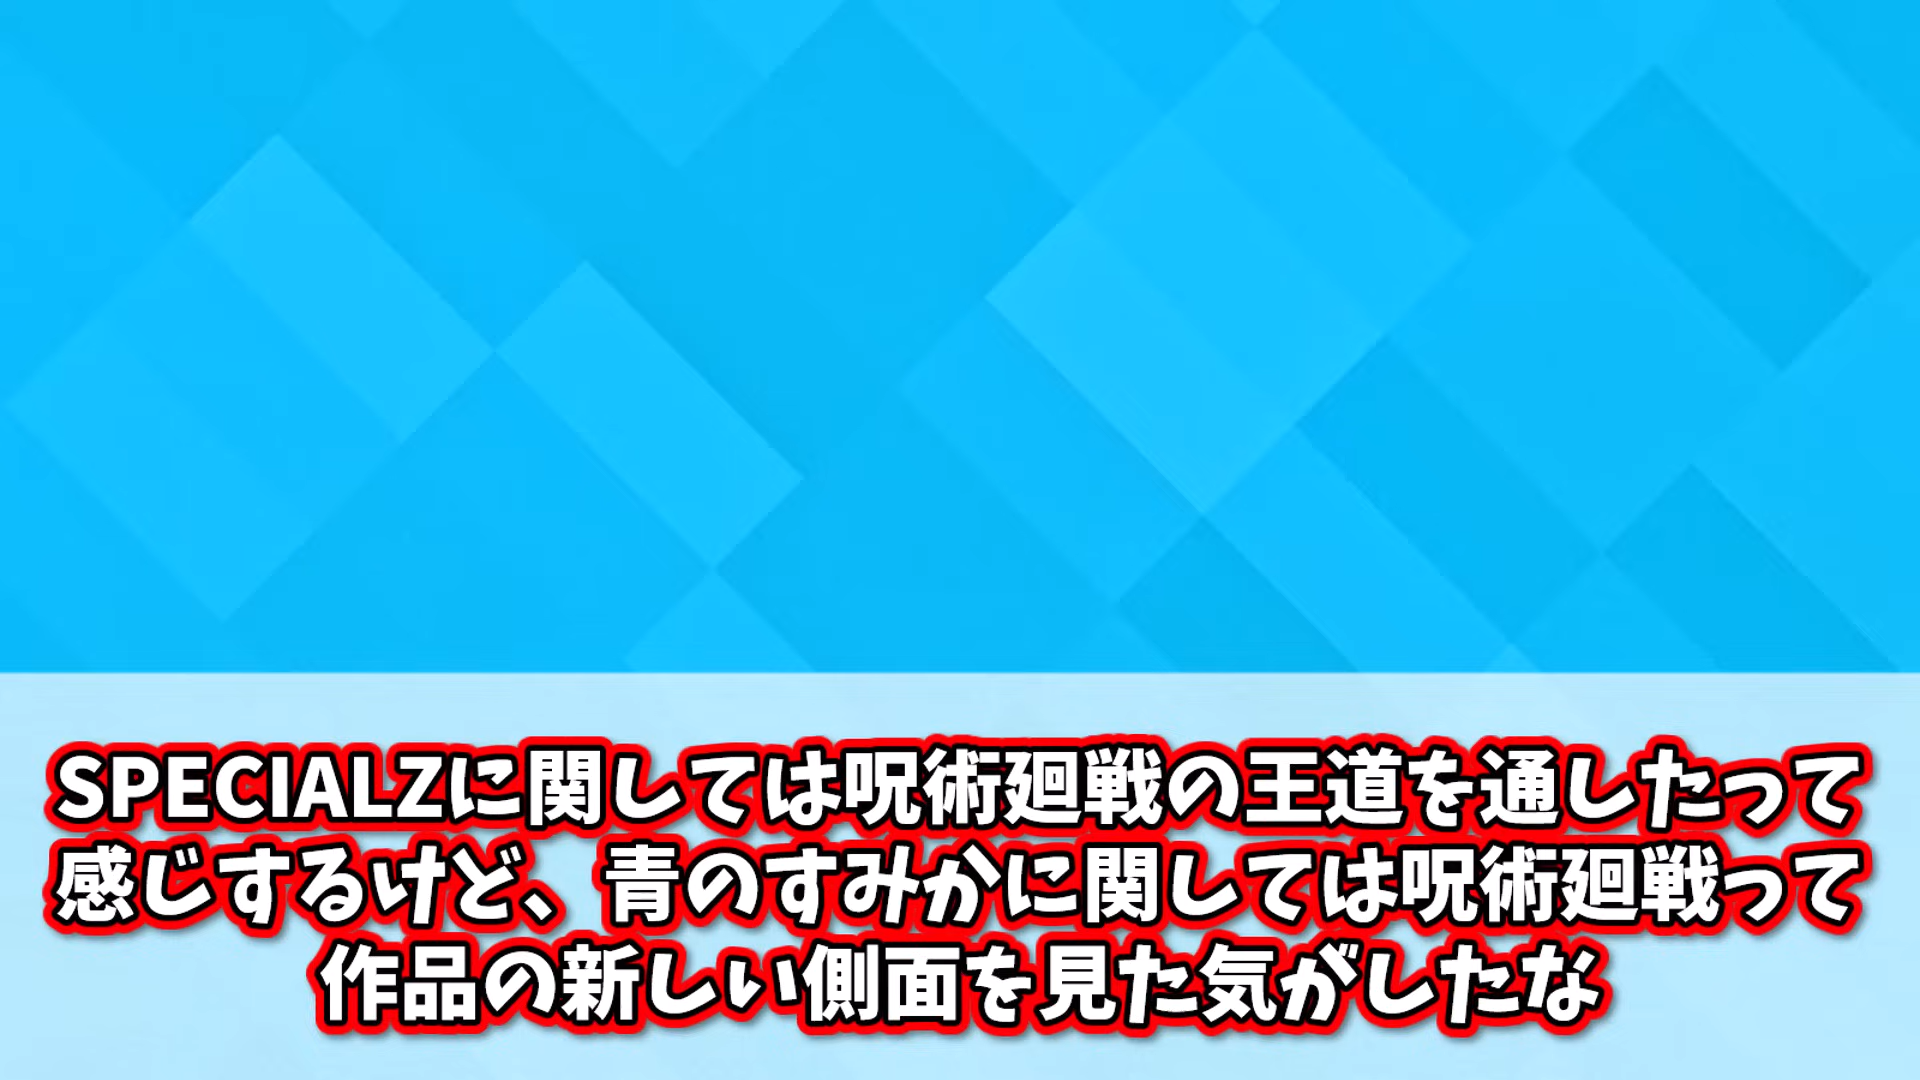 SPECIALZに関しては呪術廻戦の王道を通したって
感じするけど、青のすみかに関しては呪術廻戦って
作品の新しい側面を見た気がしたな